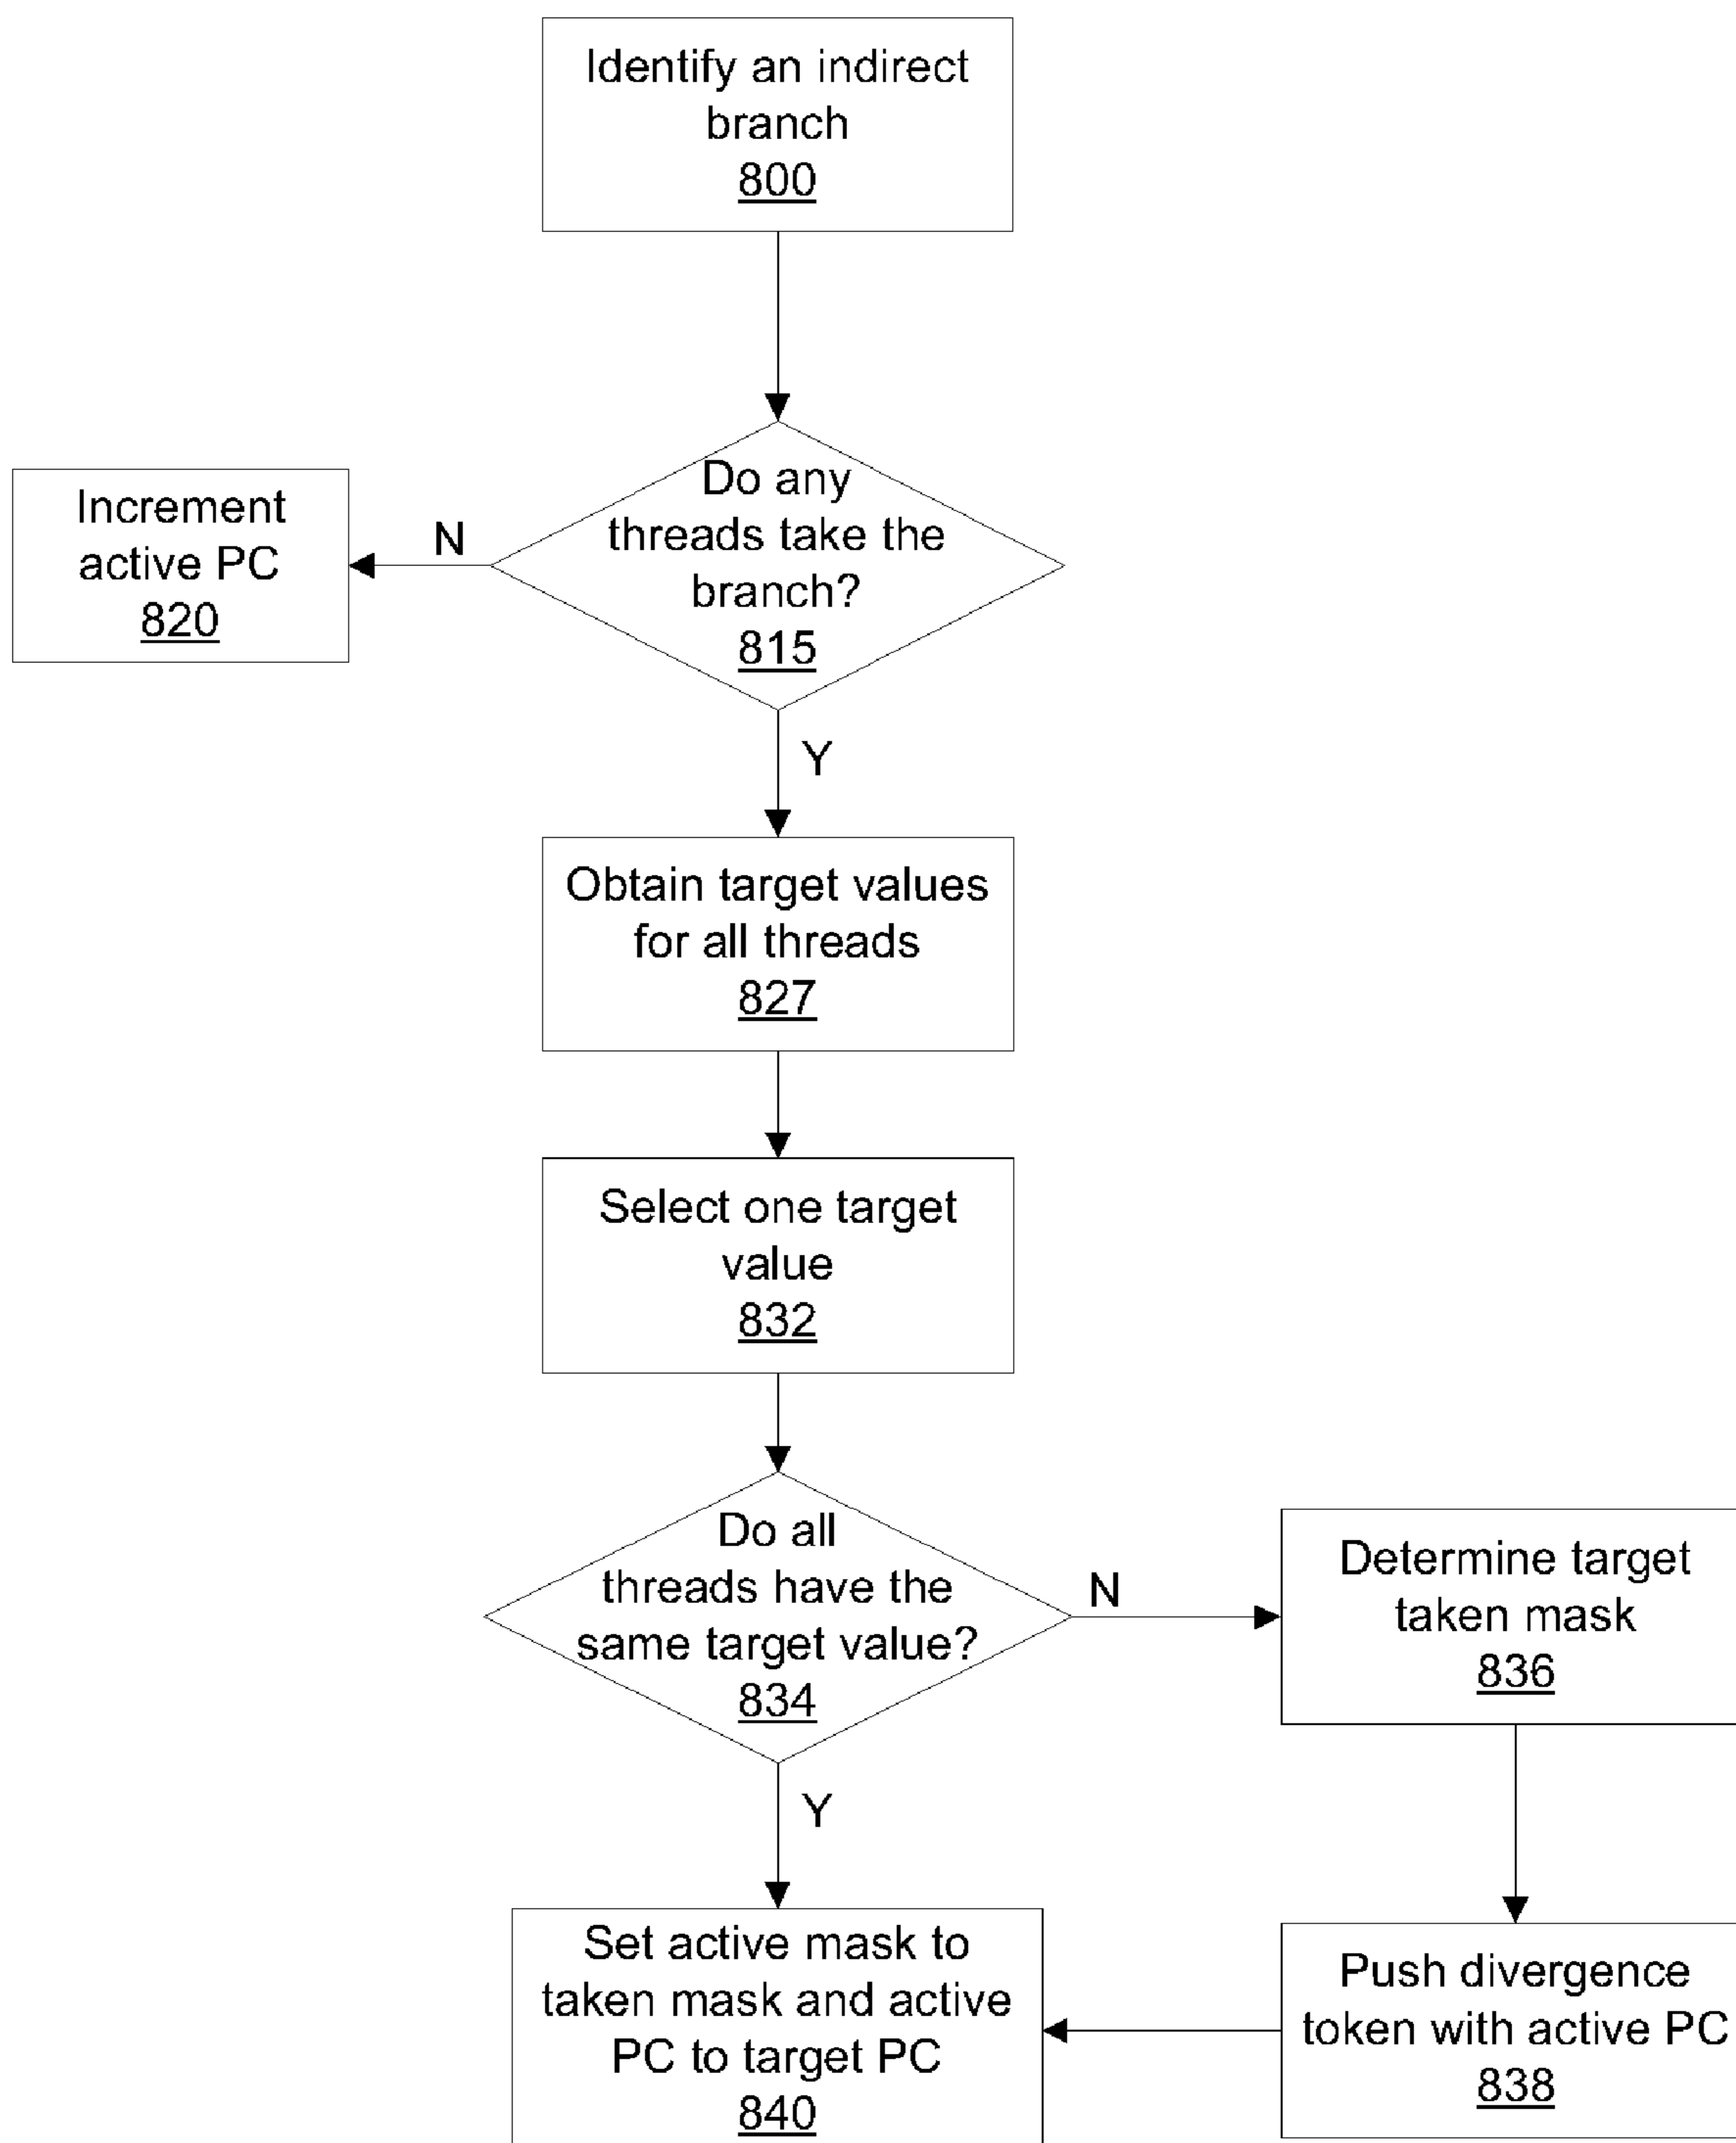 Identify an indirect
branch
800
Do any
threads take the
branch?
815
N
Increment
active PC
820
Y
Obtain target values
for all threads
827
Select one target
value
832
Do all
threads have the
same target value?
834
N
Determine target
taken mask
836
Y
Set active mask to
taken mask and active
PC to target PC
840
Push divergence
token with active PC
838